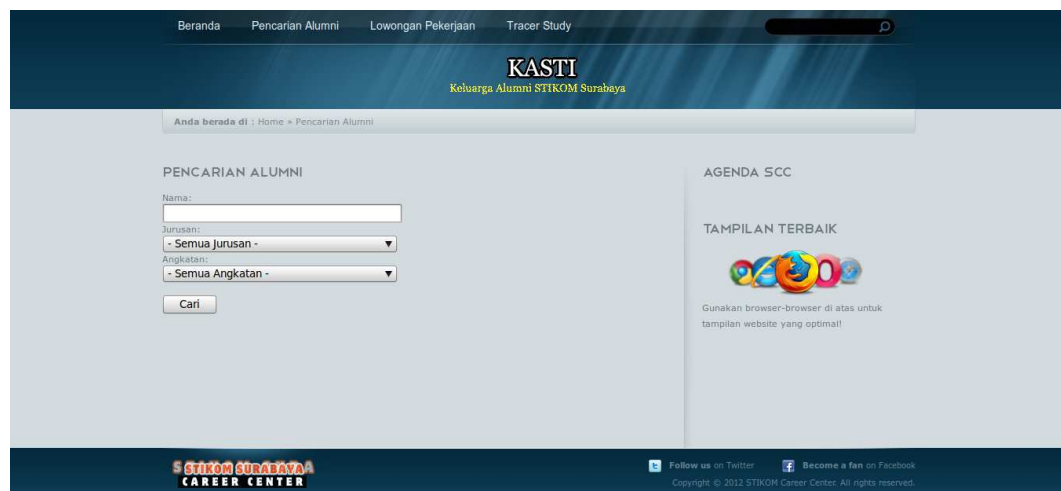 Beranda Pencarian Alumni Lowongan Pekerjaan Tracer Study
KASTI
Keluarga Alumni STIKOM Surabaya
Anda berada di : Home » Pencarian Alumni
PENCARIAN ALUMNI
Nama:
Jurusan:
- Semua Jurusan -
Angkatan:
- Semua Angkatan -
Cari
AGENDA SCC
TAMPILAN TERBAIK
Gunakan browser-browser di atas untuk
tampilan website yang optimal!
STIKOM SURABAYA
CAREER CENTER
Follow us on Twitter Become a fan on Facebook
Copyright © 2012 STIKOM Career Center. All rights reserved.